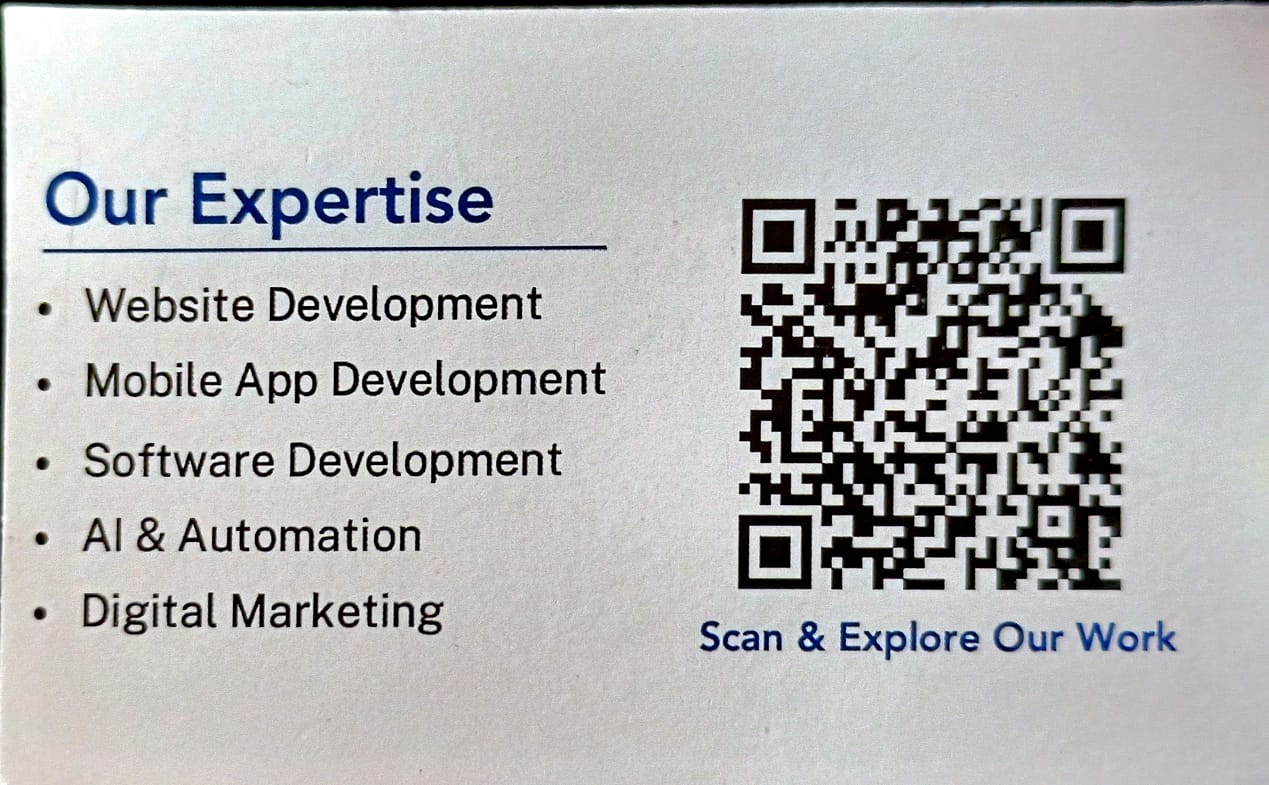 Our Expertise
• Website Development
• Mobile App Development
• Software Development
• AI & Automation
• Digital Marketing
Scan & Explore Our Work